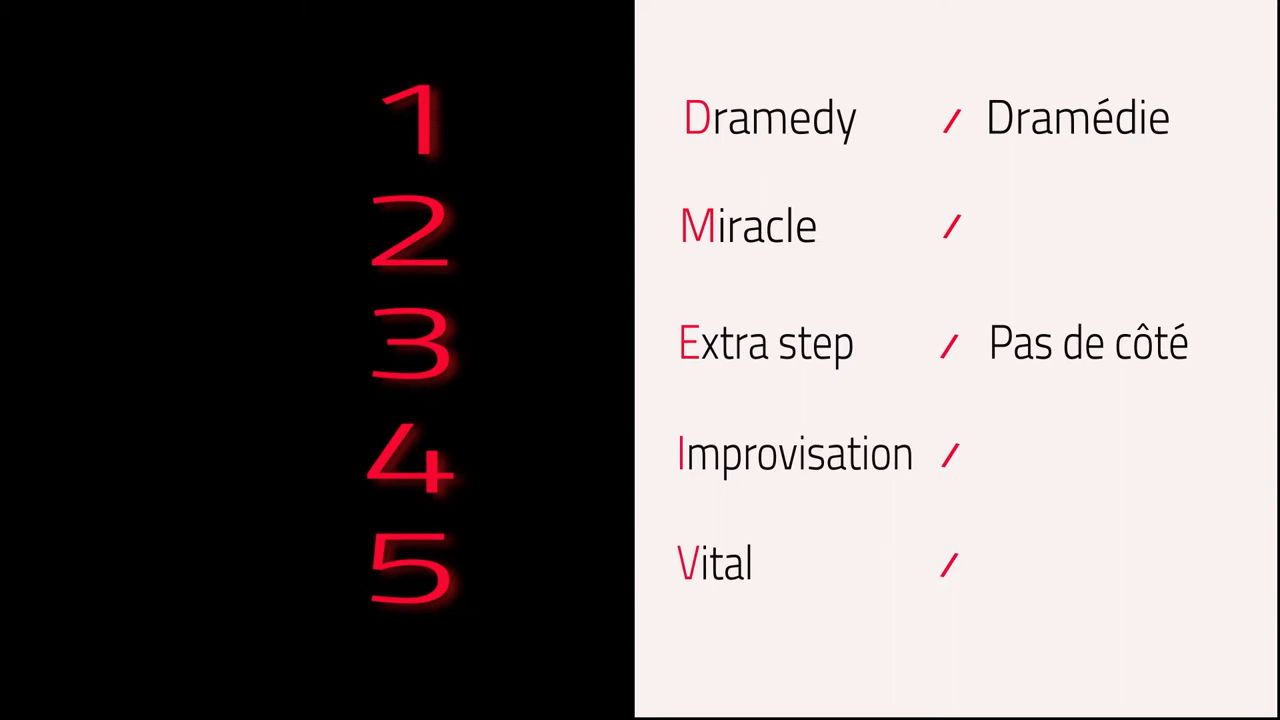 1
2
3
4
5
Dramedy / Dramédie
Miracle /
Extra step / Pas de côté
Improvisation /
Vital /